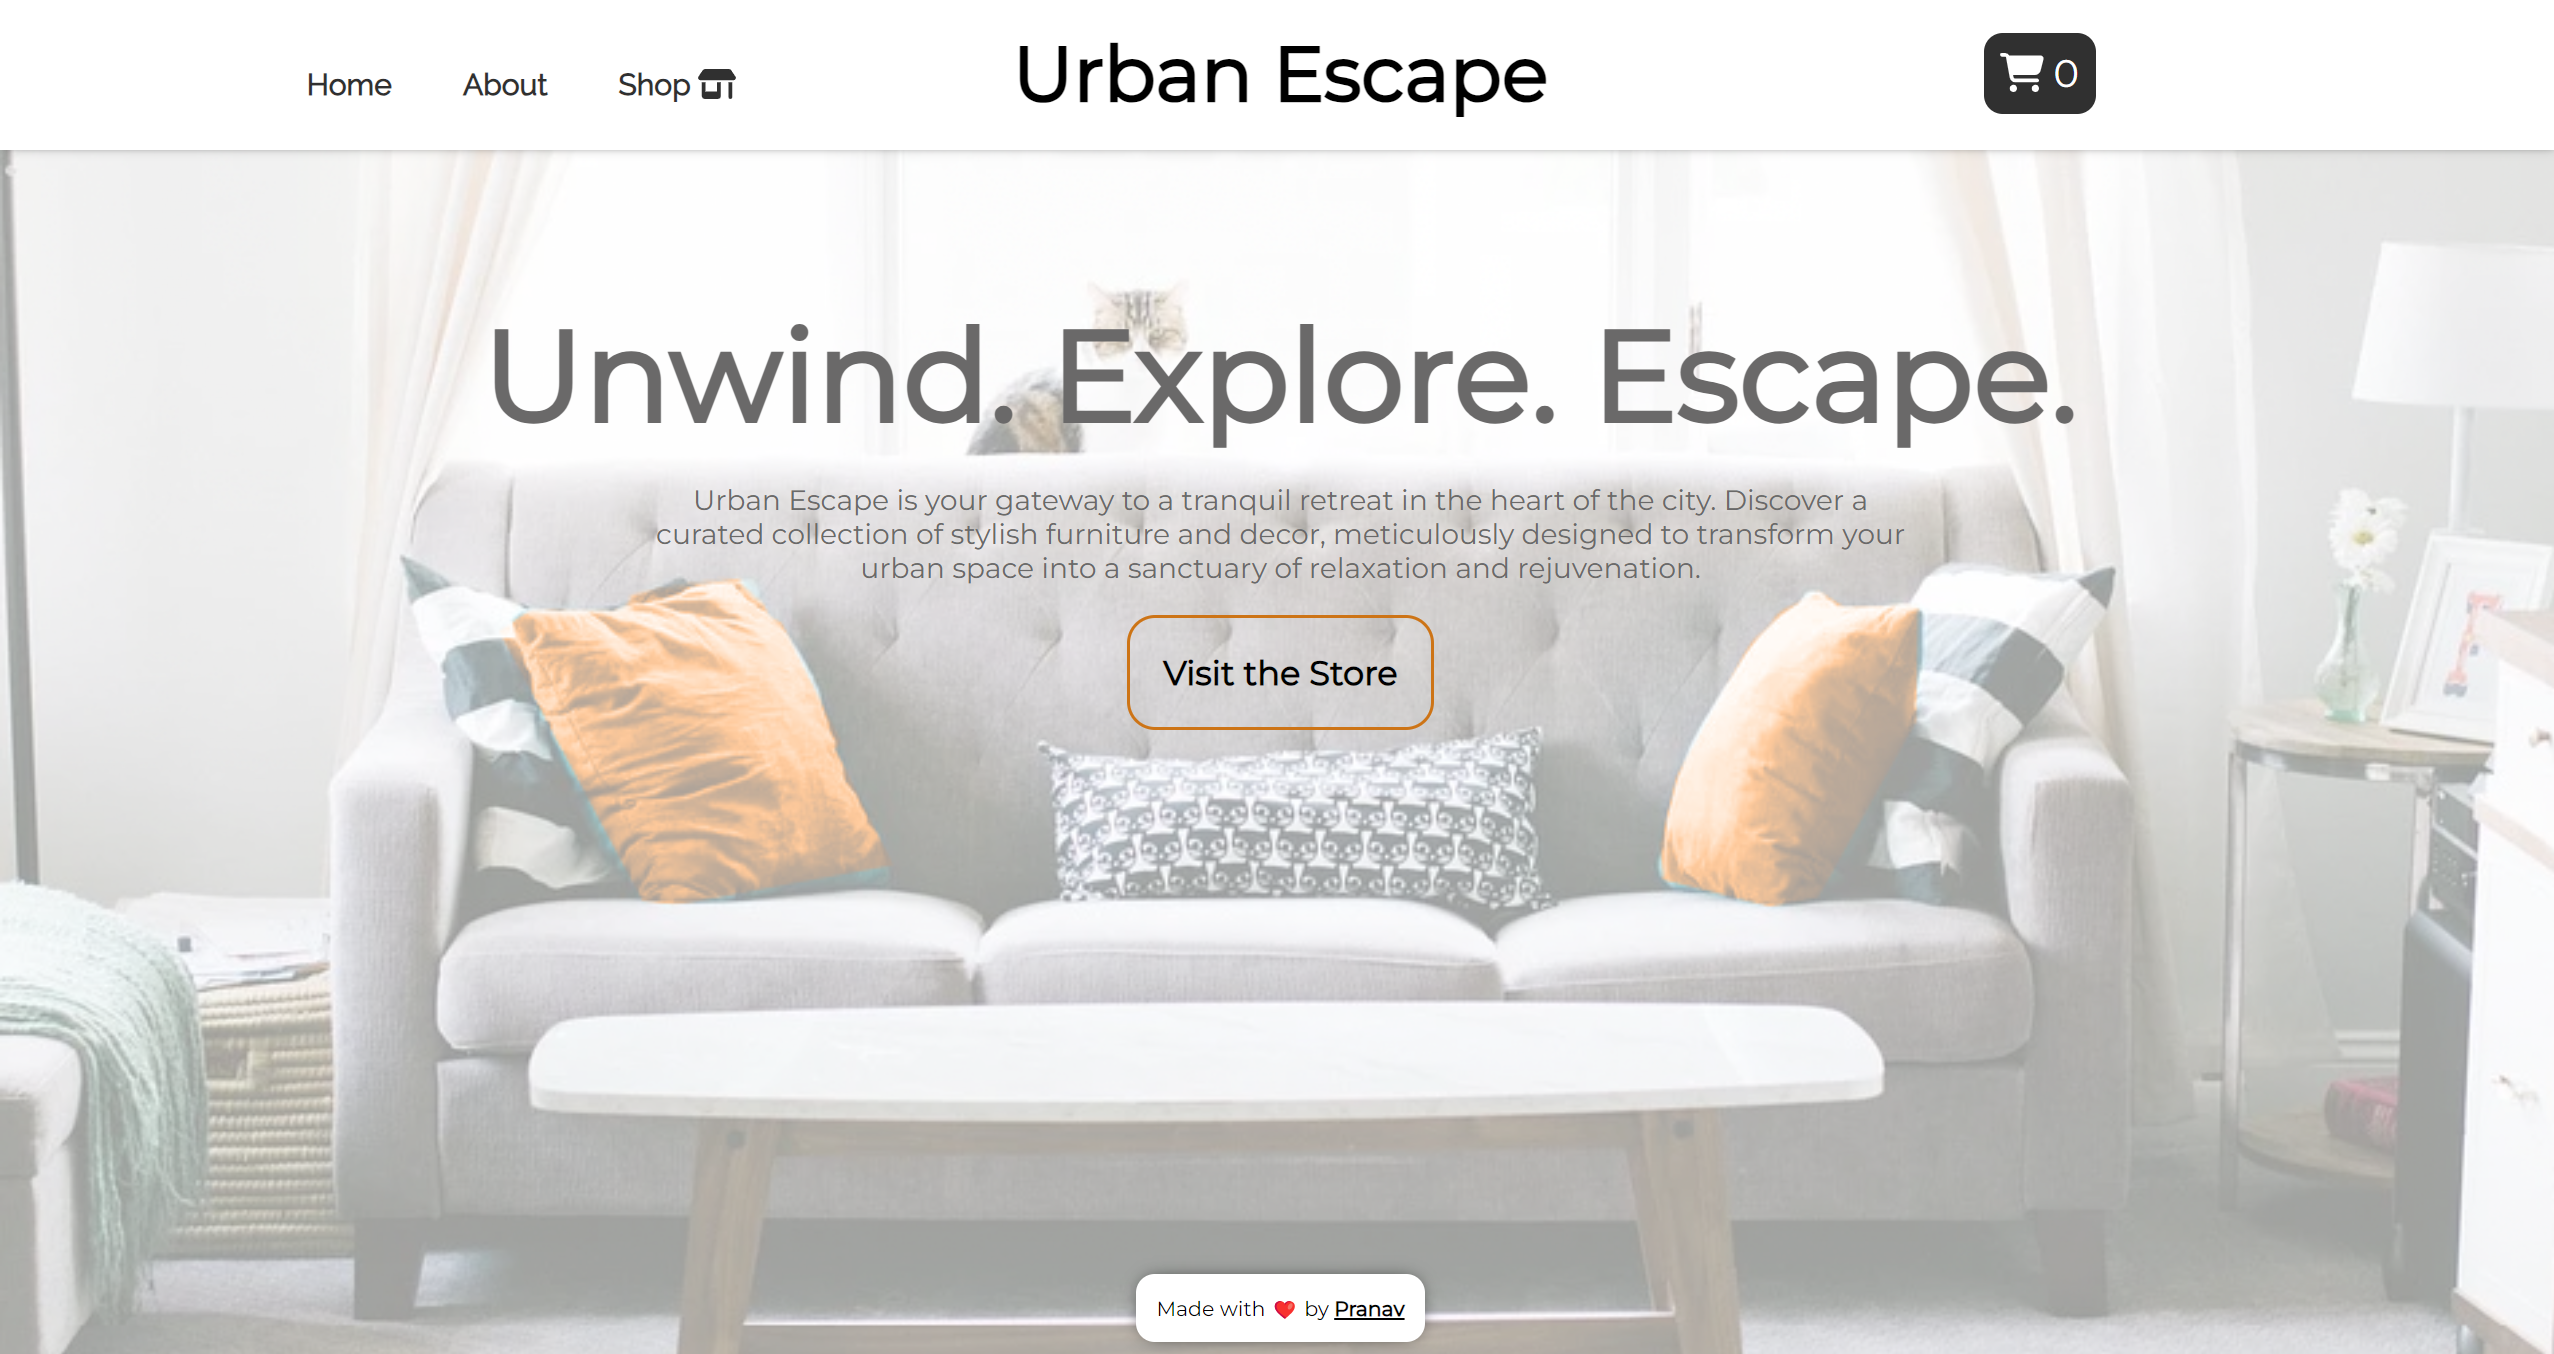 Home
About
Shop
Urban Escape
0
Unwind. Explore. Escape.
Urban Escape is your gateway to a tranquil retreat in the heart of the city. Discover a
curated collection of stylish furniture and decor, meticulously designed to transform your
urban space into a sanctuary of relaxation and rejuvenation.
Visit the Store
Made with ❤️ by Pranav